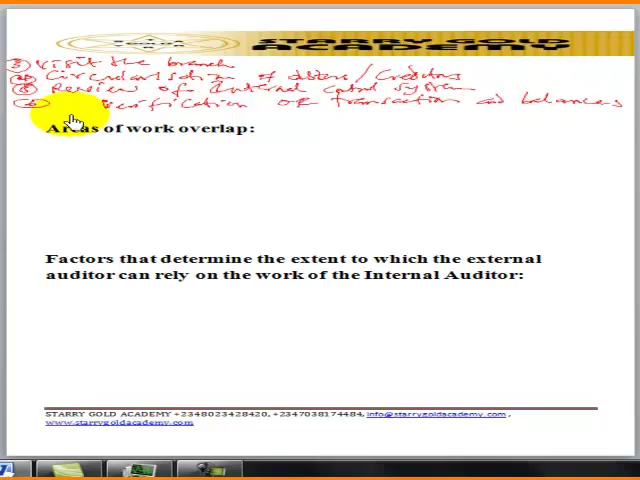 STARRY GOLD
ACADEMY
3) Visit the branch
4) Circularisation of debtors/Creditors
5) Review of Internal control system
6) verification of transaction and balances
Areas of work overlap:
Factors that determine the extent to which the external
auditor can rely on the work of the Internal Auditor:
STARRY GOLD ACADEMY +2348023428420, +2347038174484, info@starrygoldacademy.com ,
www.starrygoldacademy.com